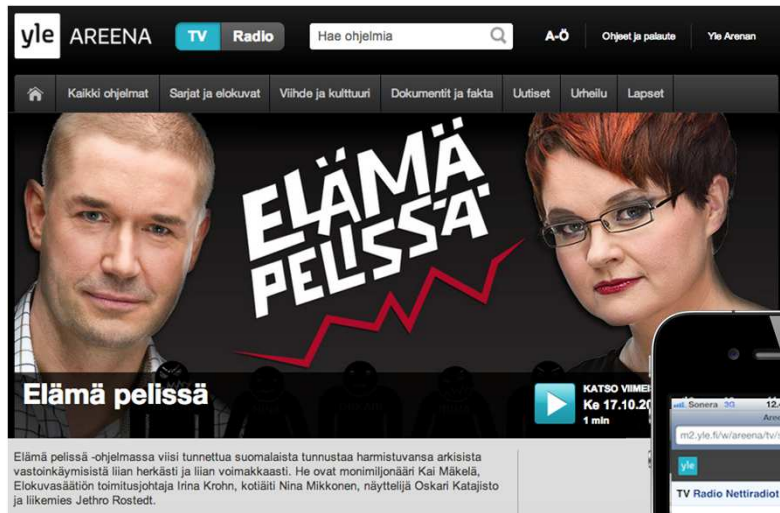 yle AREENA TV Radio Hae ohjelmia A-Ö Ohjeet ja palaute Yle Arenan
Kaikki ohjelmat Sarjat ja elokuvat Viihde ja kulttuuri Dokumentit ja fakta Uutiset Urheilu Lapset
ELÄMÄ
PELISSÄ
Elämä pelissä
KATSO VIIMEIS
Ke 17.10.20
1 min
Elämä pelissä -ohjelmassa viisi tunnettua suomalaista tunnustaa harmistuvansa arkisista
vastoinkäymisistä liian herkästi ja liian voimakkaasti. He ovat monimiljonääri Kai Mäkelä,
Elokuvasäätiön toimitusjohtaja Irina Krohn, kotiäiti Nina Mikkonen, näyttelijä Oskari Katajisto
ja liikemies Jethro Rostedt.
Sonera 3G 12.4
Aree
m2.yle.fi/w/areena/tv/s
yle
TV Radio Nettiradiot